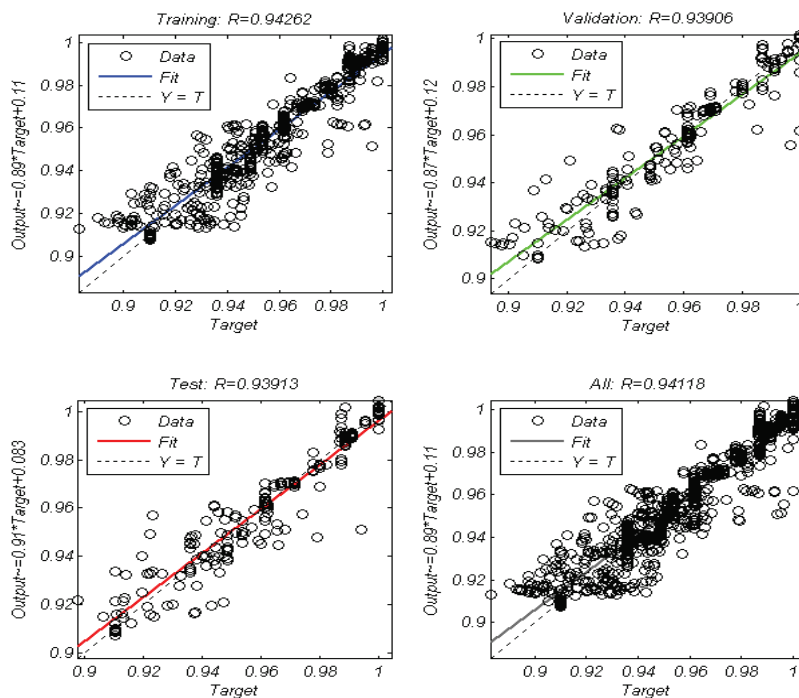 Training: R=0.94262
Output~=0.89*Target+0.11
1
0.98
0.96
0.94
0.92
0.9
Data
Fit
Y = T
0.9 0.92 0.94 0.96 0.98 1
Target
Validation: R=0.93906
Output~=0.87*Target+0.12
1
0.98
0.96
0.94
0.92
0.9
Data
Fit
Y = T
0.9 0.92 0.94 0.96 0.98 1
Target
Test: R=0.93913
Output~=0.91*Target+0.083
1
0.98
0.96
0.94
0.92
0.9
Data
Fit
Y = T
0.9 0.92 0.94 0.96 0.98 1
Target
All: R=0.94118
Output~=0.89*Target+0.11
1
0.98
0.96
0.94
0.92
0.9
Data
Fit
Y = T
0.9 0.92 0.94 0.96 0.98 1
Target